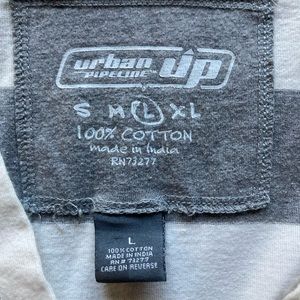 urban UP
PIPELINE
S M L XL
100% COTTON
made in India
RN73277
L
100% COTTON
MADE IN INDIA
RN # 73277
CARE ON REVERSE